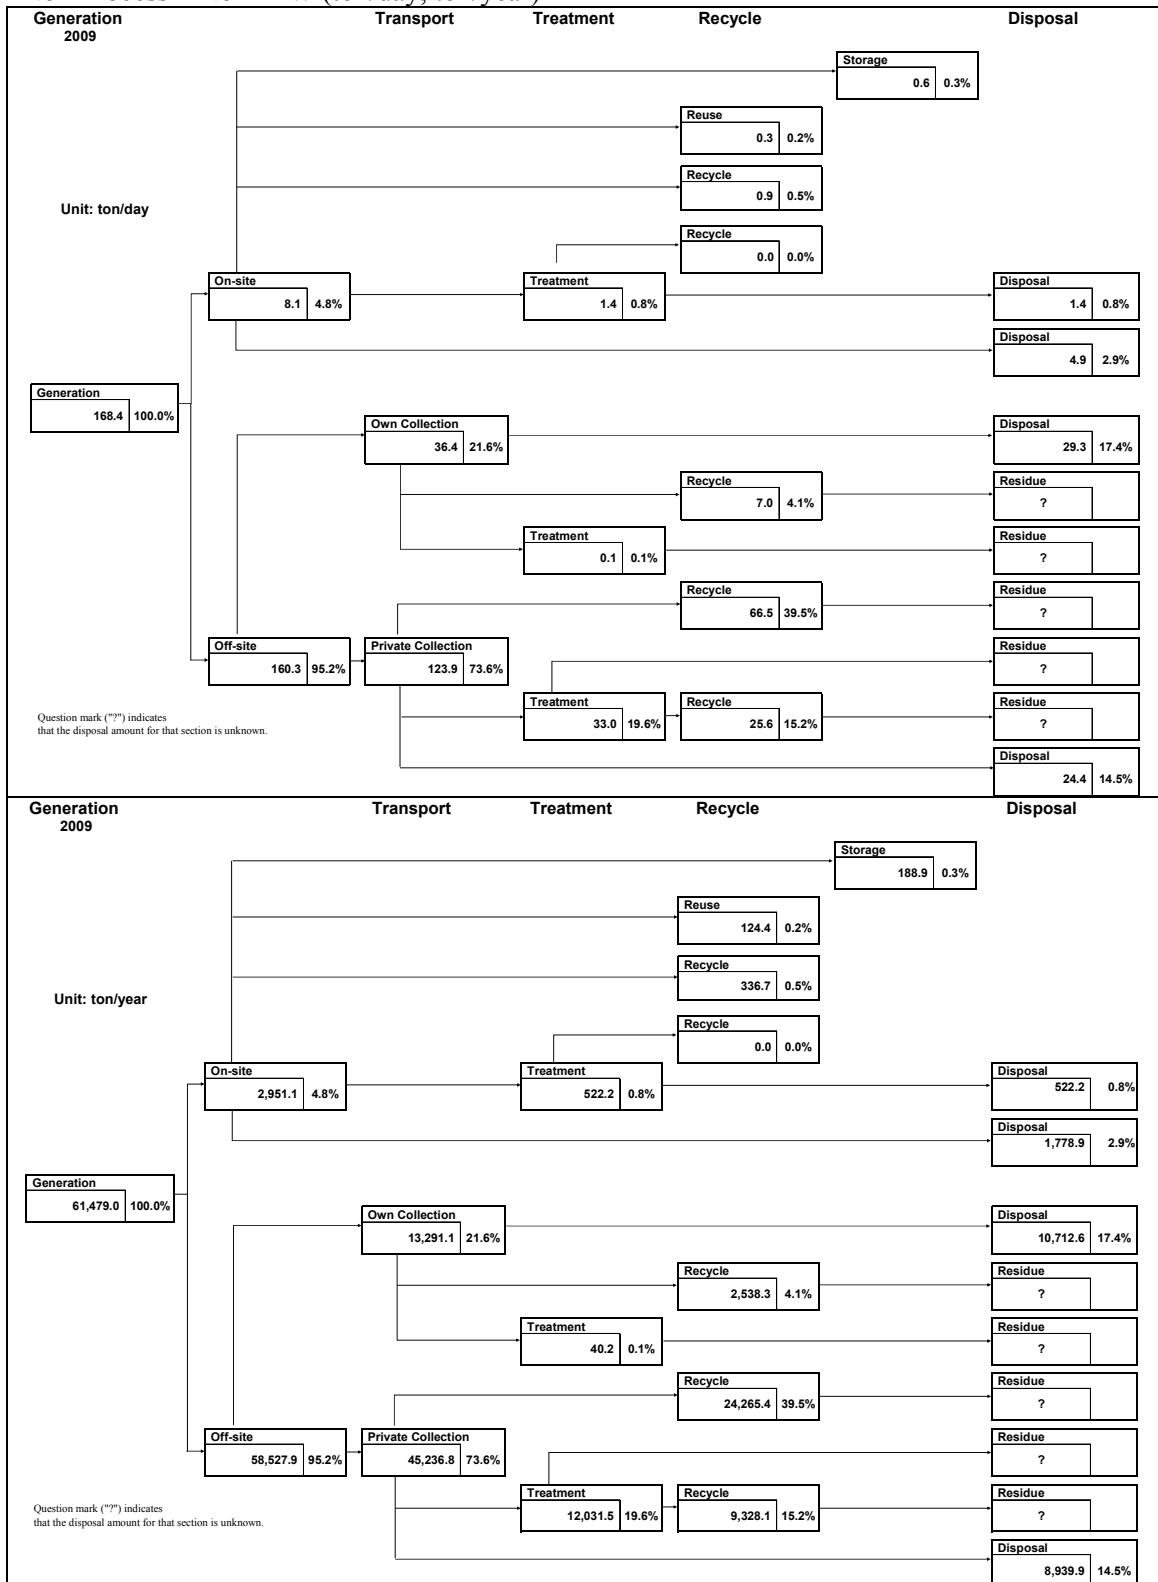 Generation Transport Treatment Recycle Disposal
2009
Storage
0.6 0.3%
Reuse
0.3 0.2%
Recycle
0.9 0.5%
Unit: ton/day
Recycle
0.0 0.0%
On-site Treatment Disposal
8.1 4.8% 1.4 0.8% 1.4 0.8%
Disposal
4.9 2.9%
Generation
168.4 100.0%
Own Collection Disposal
36.4 21.6% 29.3 17.4%
Recycle Residue
7.0 4.1% ?
Treatment Residue
0.1 0.1% ?
Recycle Residue
66.5 39.5% ?
Off-site Private Collection Residue
160.3 95.2% 123.9 73.6% ?
Treatment Recycle Residue
33.0 19.6% 25.6 15.2% ?
Question mark ("?") indicates
that the disposal amount for that section is unknown.
Disposal
24.4 14.5%
Generation Transport Treatment Recycle Disposal
2009
Storage
188.9 0.3%
Reuse
124.4 0.2%
Recycle
336.7 0.5%
Unit: ton/year
Recycle
0.0 0.0%
On-site Treatment Disposal
2,951.1 4.8% 522.2 0.8% 522.2 0.8%
Disposal
1,778.9 2.9%
Generation
61,479.0 100.0%
Own Collection Disposal
13,291.1 21.6% 10,712.6 17.4%
Recycle Residue
2,538.3 4.1% ?
Treatment Residue
40.2 0.1% ?
Recycle Residue
24,265.4 39.5% ?
Off-site Private Collection Residue
58,527.9 95.2% 45,236.8 73.6% ?
Treatment Recycle Residue
12,031.5 19.6% 9,328.1 15.2% ?
Question mark ("?") indicates
that the disposal amount for that section is unknown.
Disposal
8,939.9 14.5%